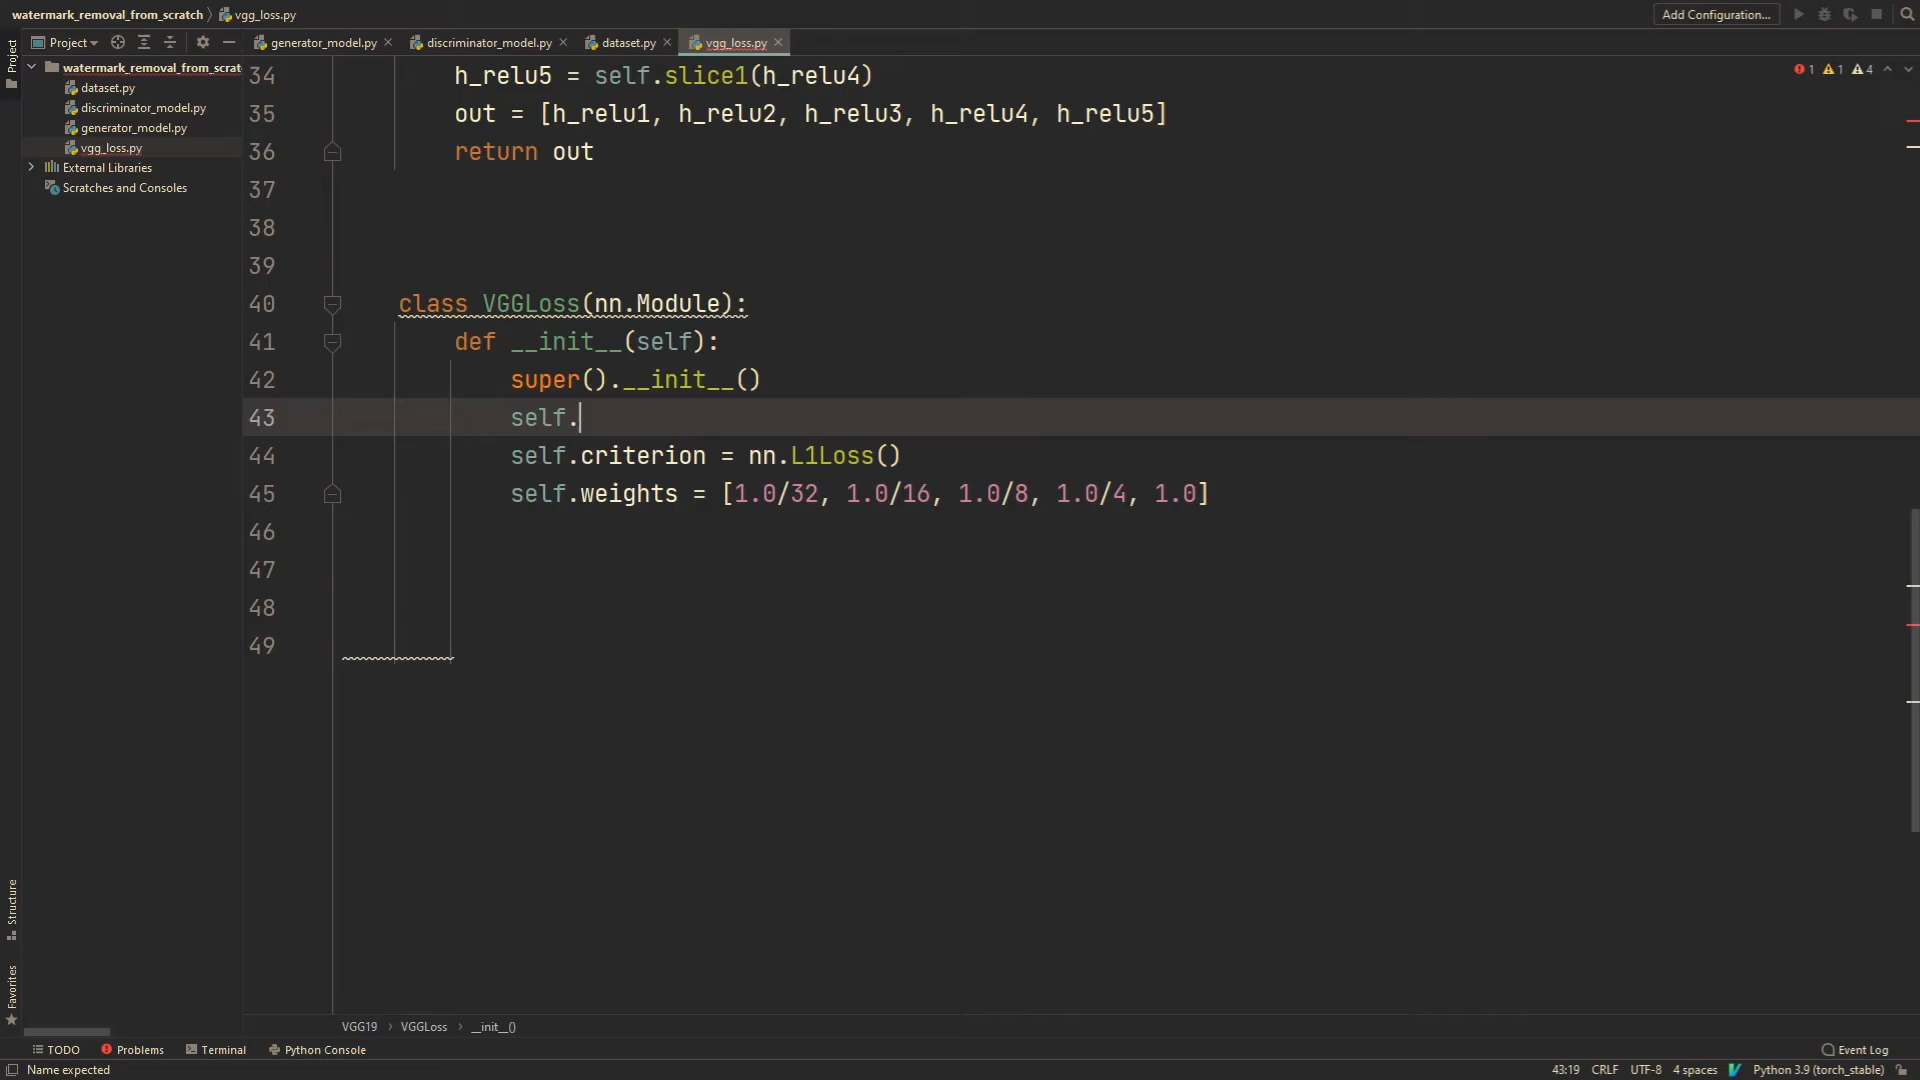 watermark_removal_from_scratch > vgg_loss.py
Add Configuration...
Project
Project
generator_model.py
discriminator_model.py
dataset.py
vgg_loss.py
watermark_removal_from_scrat
dataset.py
discriminator_model.py
generator_model.py
vgg_loss.py
External Libraries
Scratches and Consoles
1 1 4
34 h_relu5 = self.slice1(h_relu4)
35 out = [h_relu1, h_relu2, h_relu3, h_relu4, h_relu5]
36 return out
37
38
39
40 class VGGLoss(nn.Module):
41 def __init__(self):
42 super().__init__()
43 self.
44 self.criterion = nn.L1Loss()
45 self.weights = [1.0/32, 1.0/16, 1.0/8, 1.0/4, 1.0]
46
47
48
49
Structure
Favorites
VGG19 > VGGLoss > __init__()
TODO Problems Terminal Python Console
Event Log
Name expected
43:19 CRLF UTF-8 4 spaces Python 3.9 (torch_stable)